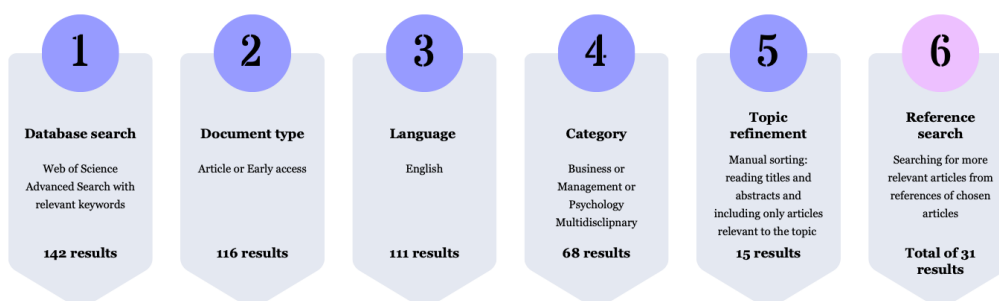 1
Database search
Web of Science
Advanced Search with
relevant keywords
142 results
2
Document type
Article or Early access
116 results
3
Language
English
111 results
4
Category
Business or
Management or
Psychology
Multidisclipnary
68 results
5
Topic
refinement
Manual sorting:
reading titles and
abstracts and
including only articles
relevant to the topic
15 results
6
Reference
search
Searching for more
relevant articles from
references of chosen
articles
Total of 31
results